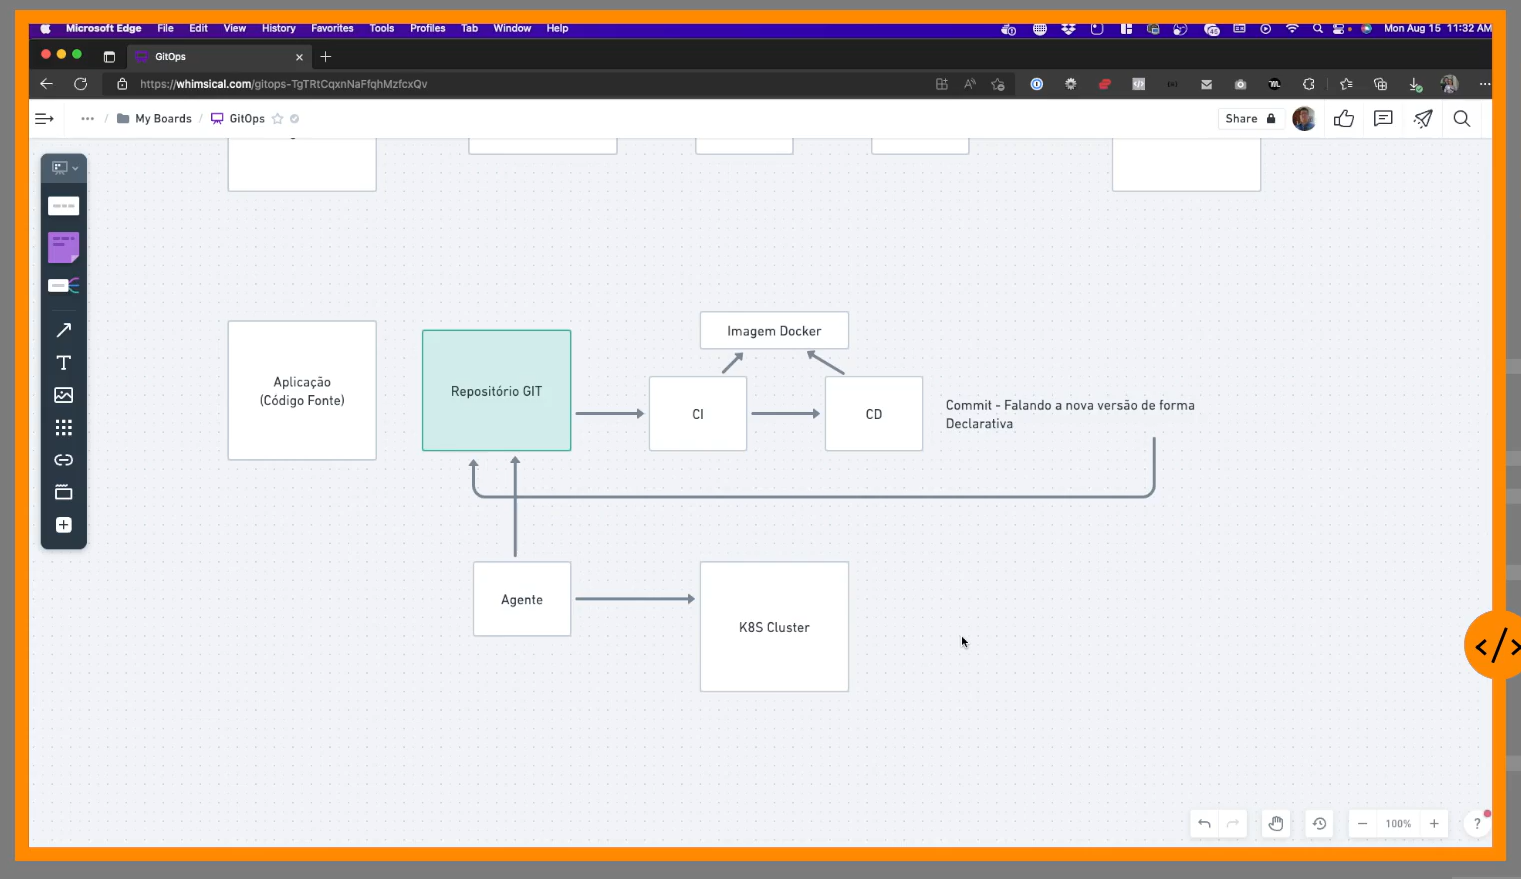 Microsoft Edge File Edit View History Favorites Tools Profiles Tab Window Help Mon Aug 15 11:32 AM
GitOps
https://whimsical.com/gitops-TgTRtCqxnNaFfqhMzfcxQv
My Boards / GitOps Share
Imagem Docker
Aplicação
(Código Fonte)
Repositório GIT
CI
CD
Commit - Falando a nova versão de forma
Declarativa
Agente
K8S Cluster
100%
?